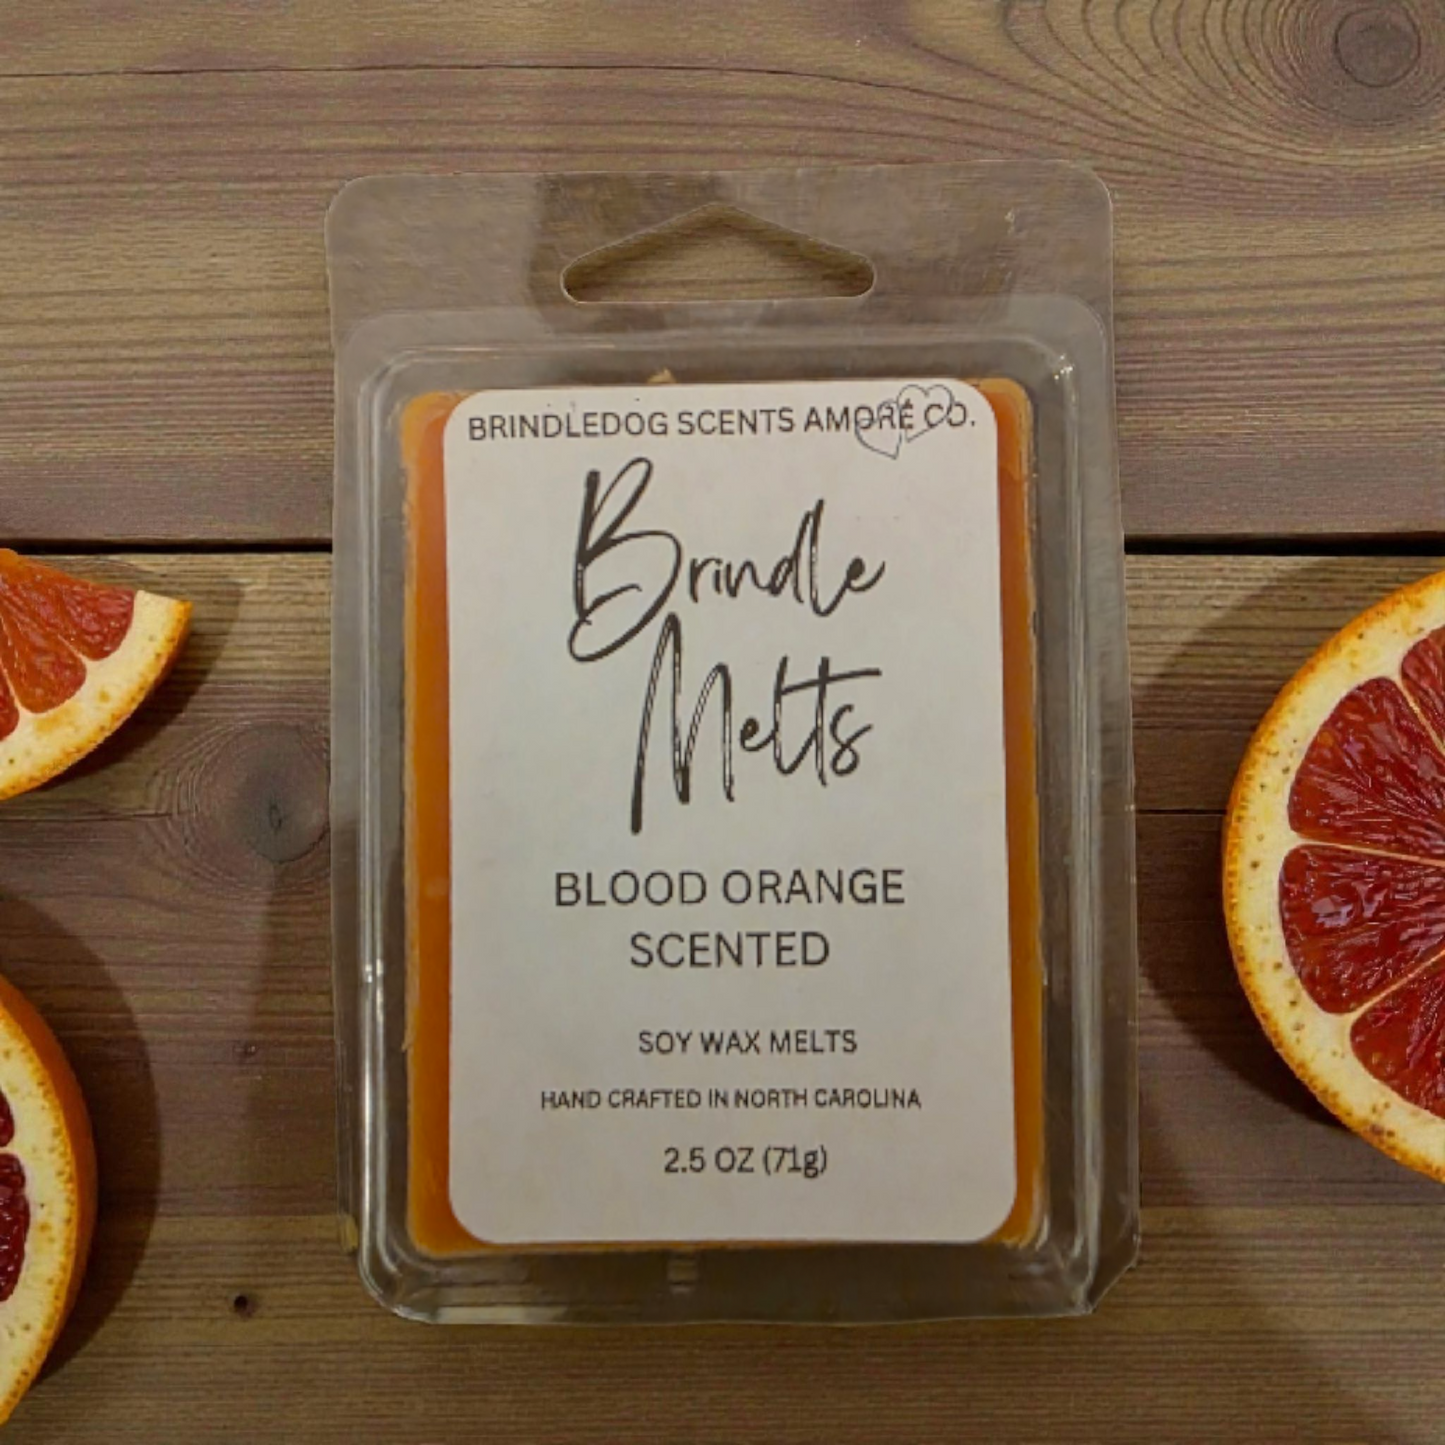 BRINDLEDOG SCENTS AMORE CO.
Brindle
Melts
BLOOD ORANGE
SCENTED
SOY WAX MELTS
HAND CRAFTED IN NORTH CAROLINA
2.5 OZ (71g)